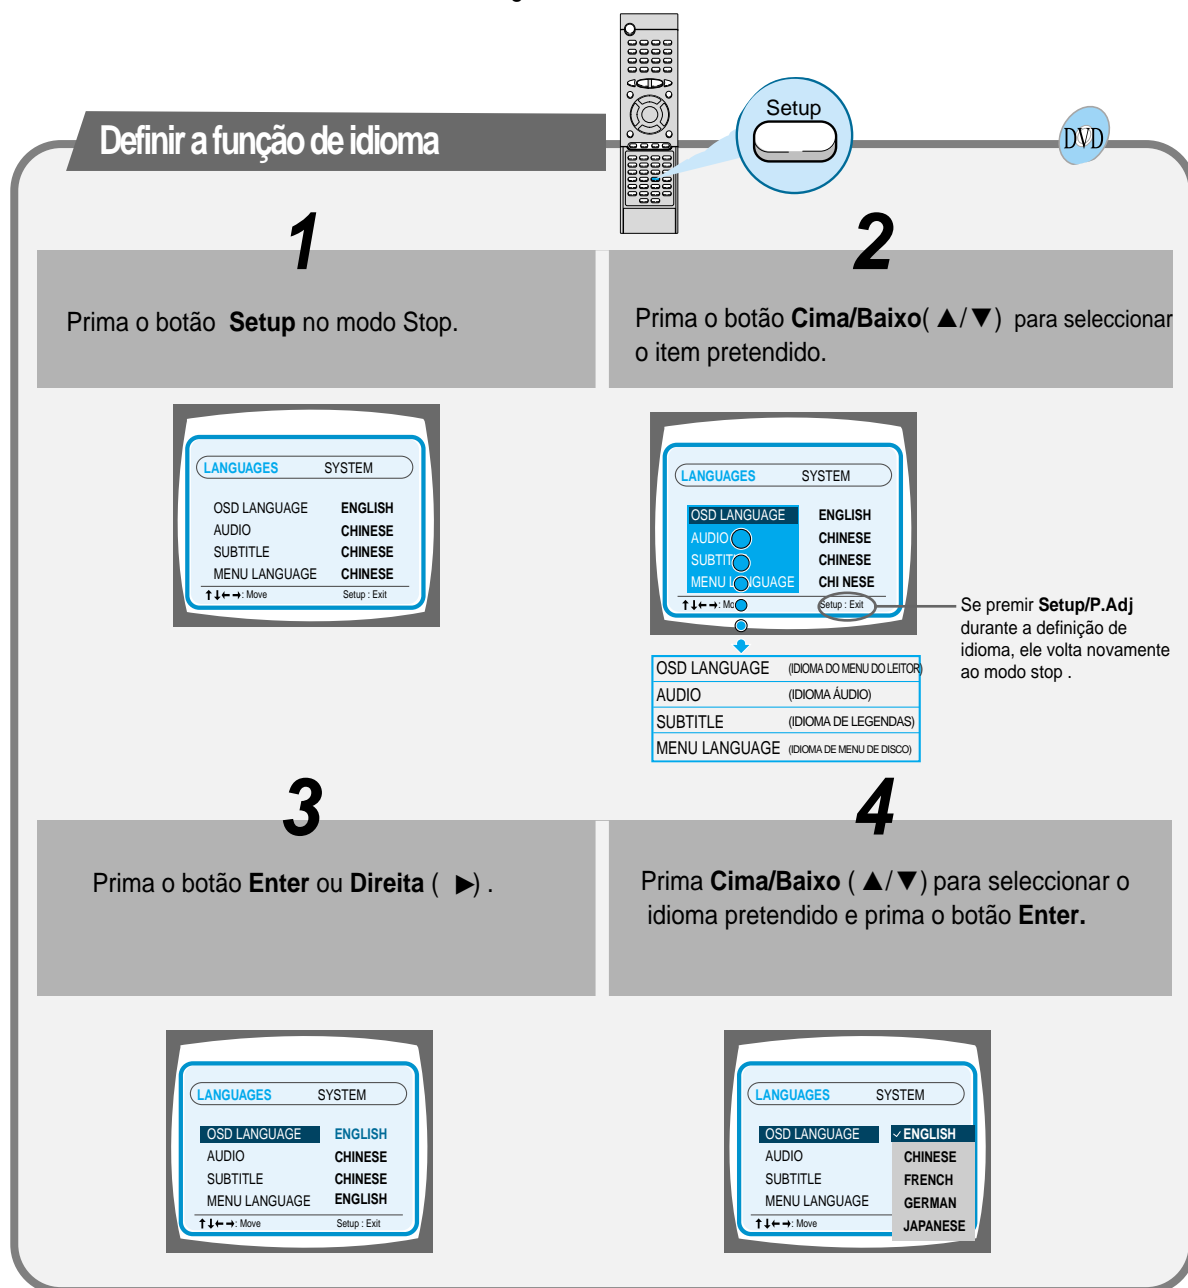 Setup
DVD
Definir a função de idioma
1
Prima o botão Setup no modo Stop.
2
Prima o botão Cima/Baixo( ▲/▼) para seleccionar
o item pretendido.
LANGUAGES SYSTEM
OSD LANGUAGE ENGLISH
AUDIO CHINESE
SUBTITLE CHINESE
MENU LANGUAGE CHINESE
↑↓←→: Move Setup : Exit
LANGUAGES SYSTEM
OSD LANGUAGE ENGLISH
AUDIO CHINESE
SUBTIT CHINESE
MENU L NGUAGE CHI NESE
↑↓←→: Mo Setup : Exit
Se premir Setup/P.Adj
durante a definição de
idioma, ele volta novamente
ao modo stop .
OSD LANGUAGE (IDIOMA DO MENU DO LEITOR)
AUDIO (IDIOMA ÁUDIO)
SUBTITLE (IDIOMA DE LEGENDAS)
MENU LANGUAGE (IDIOMA DE MENU DE DISCO)
3
Prima o botão Enter ou Direita ( ►) .
4
Prima Cima/Baixo ( ▲/▼) para seleccionar o
idioma pretendido e prima o botão Enter.
LANGUAGES SYSTEM
OSD LANGUAGE ENGLISH
AUDIO CHINESE
SUBTITLE CHINESE
MENU LANGUAGE ENGLISH
↑↓←→: Move Setup : Exit
LANGUAGES SYSTEM
OSD LANGUAGE ✓ENGLISH
AUDIO CHINESE
SUBTITLE FRENCH
MENU LANGUAGE GERMAN
↑↓←→: Move JAPANESE